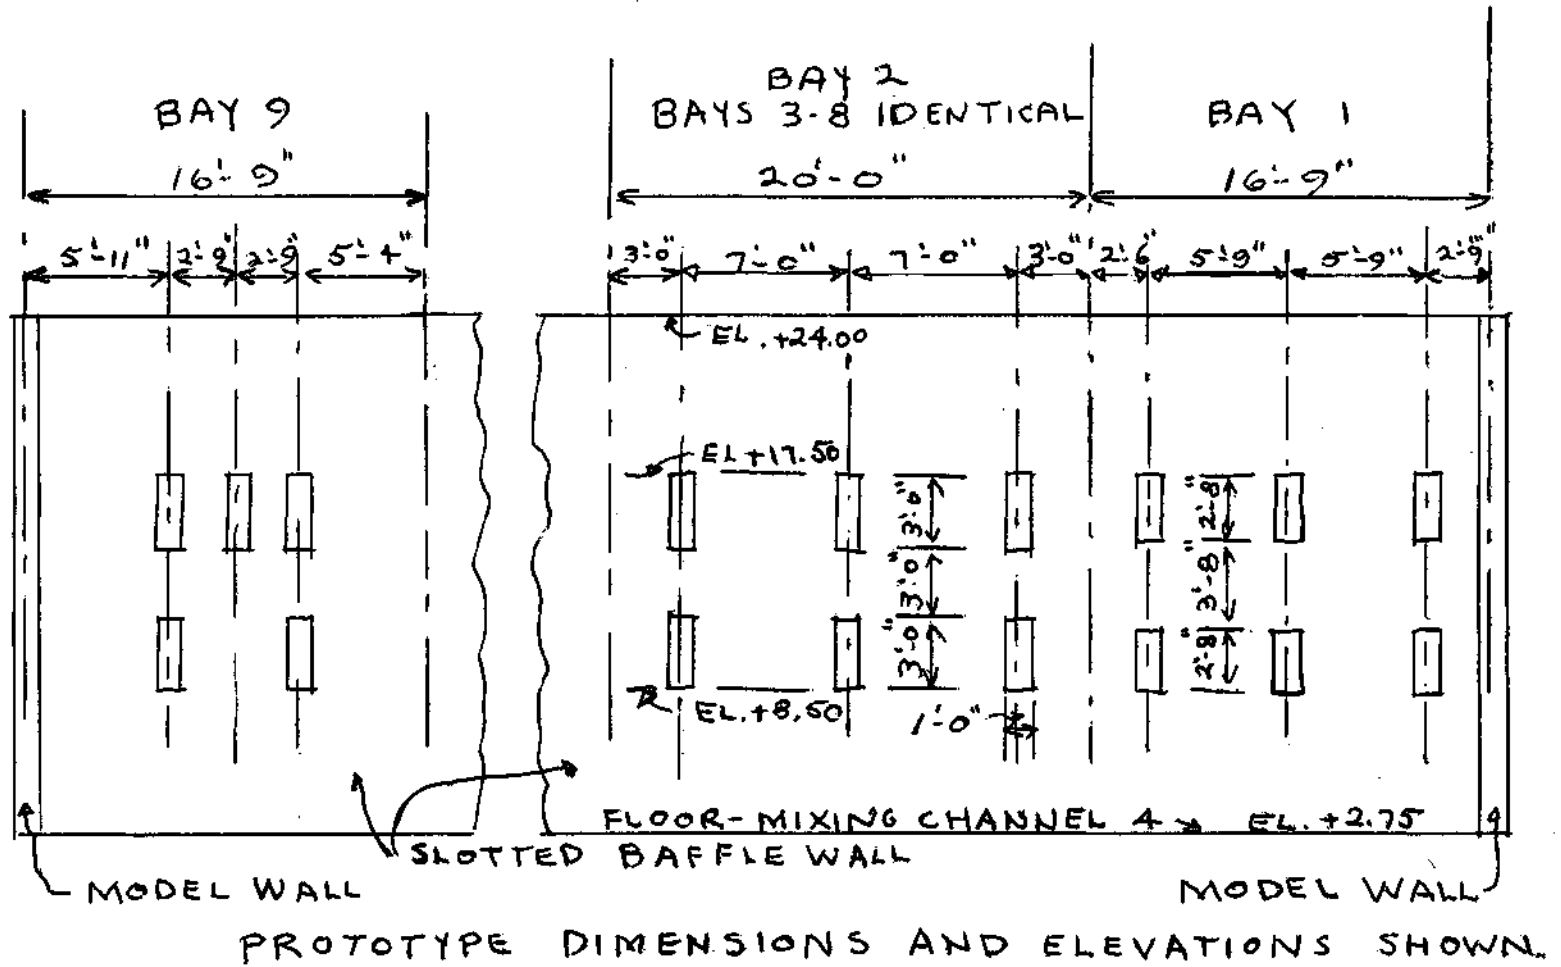 BAY 2
BAY 9
BAYS 3-8 IDENTICAL
BAY 1
16'-9"
20'-0"
16'-9"
5'-11"
2'-9"
2'-9"
5'-4"
3'-0"
7'-0"
7'-0"
3'-0"
2'-6"
5'-9"
5'-9"
2'-9"
EL. +24.00
EL +17.50
3'-0"
3'-0"
3'-0"
2'-8"
3'-8"
2'-8"
EL. +8.50
1'-0"
FLOOR-MIXING CHANNEL 4 EL. +2.75
SLOTTED BAFFLE WALL
MODEL WALL
MODEL WALL
PROTOTYPE DIMENSIONS AND ELEVATIONS SHOWN.